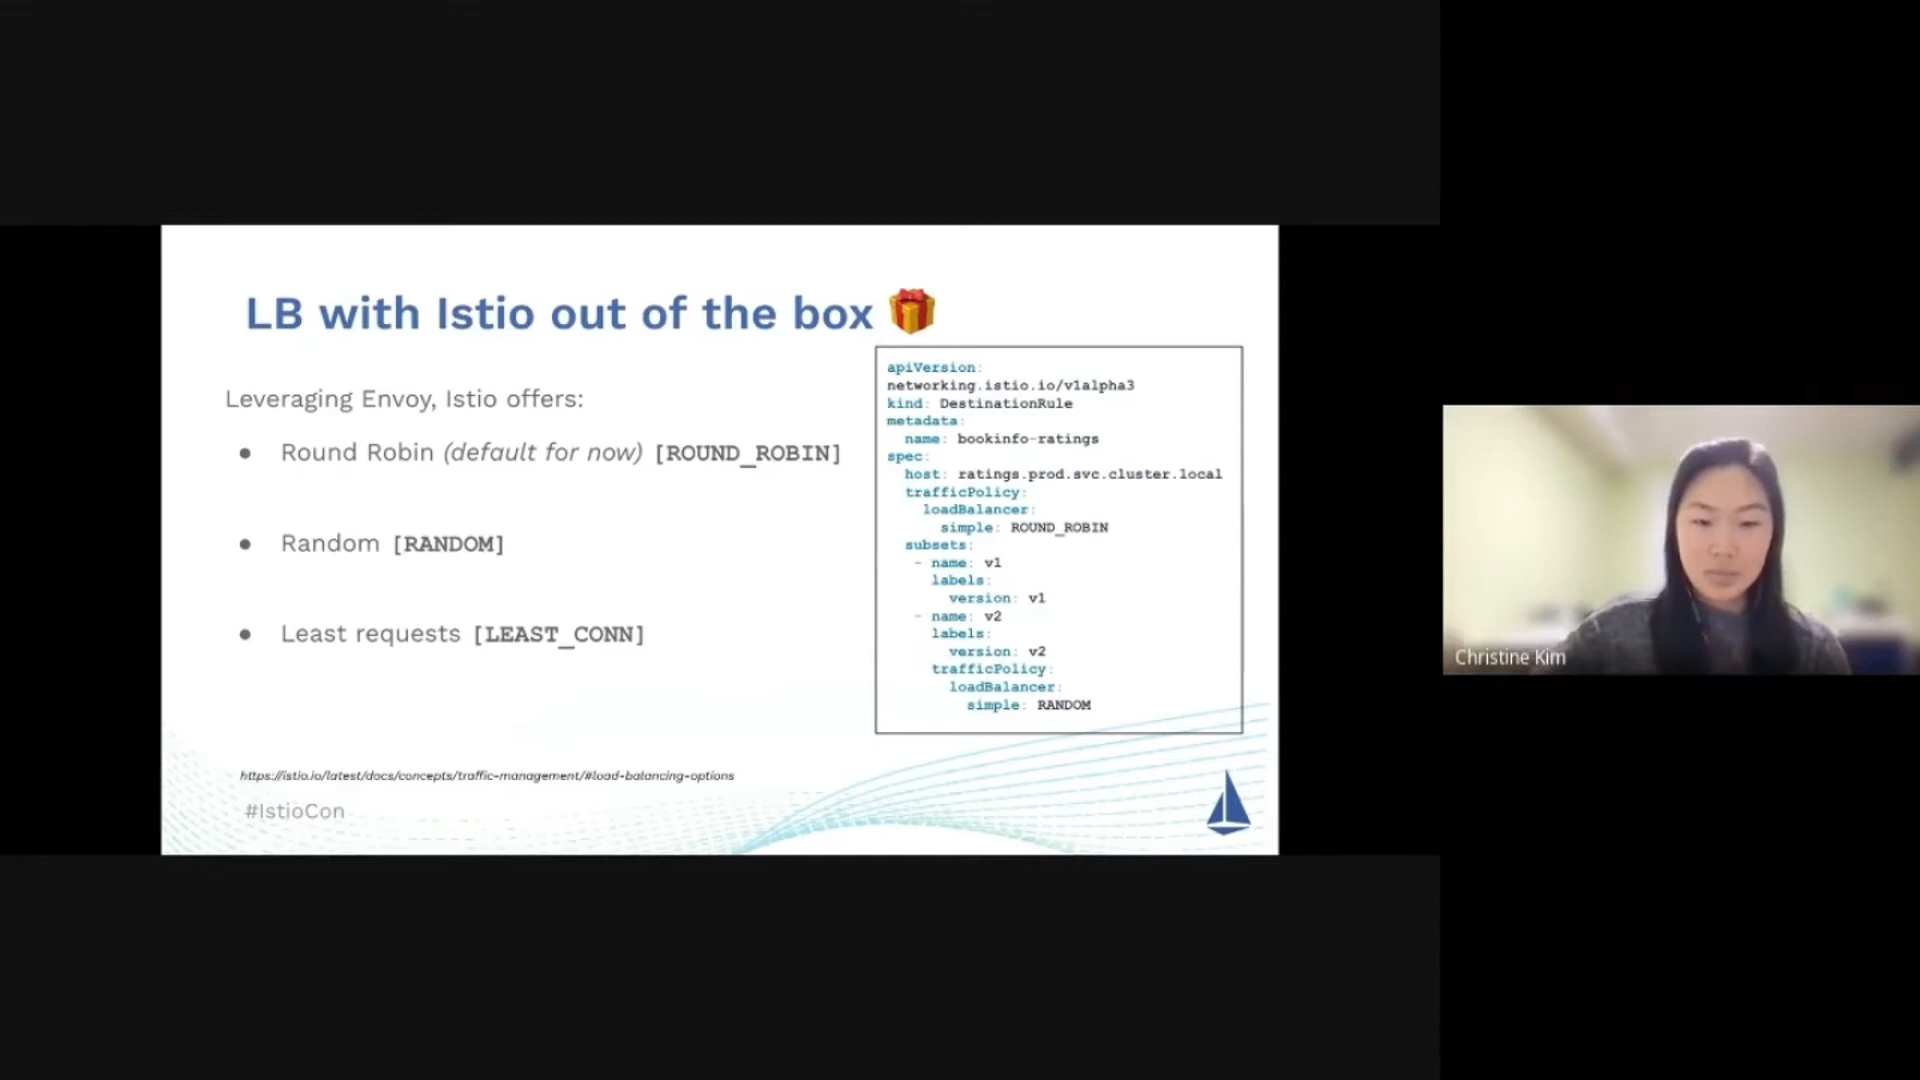 LB with Istio out of the box
Leveraging Envoy, Istio offers:
● Round Robin (default for now) [ROUND_ROBIN]
● Random [RANDOM]
● Least requests [LEAST_CONN]
apiVersion:
networking.istio.io/v1alpha3
kind: DestinationRule
metadata:
  name: bookinfo-ratings
spec:
  host: ratings.prod.svc.cluster.local
  trafficPolicy:
    loadBalancer:
      simple: ROUND_ROBIN
  subsets:
   - name: v1
     labels:
       version: v1
   - name: v2
     labels:
       version: v2
     trafficPolicy:
       loadBalancer:
         simple: RANDOM
https://istio.io/latest/docs/concepts/traffic-management/#load-balancing-options
#IstioCon
Christine Kim